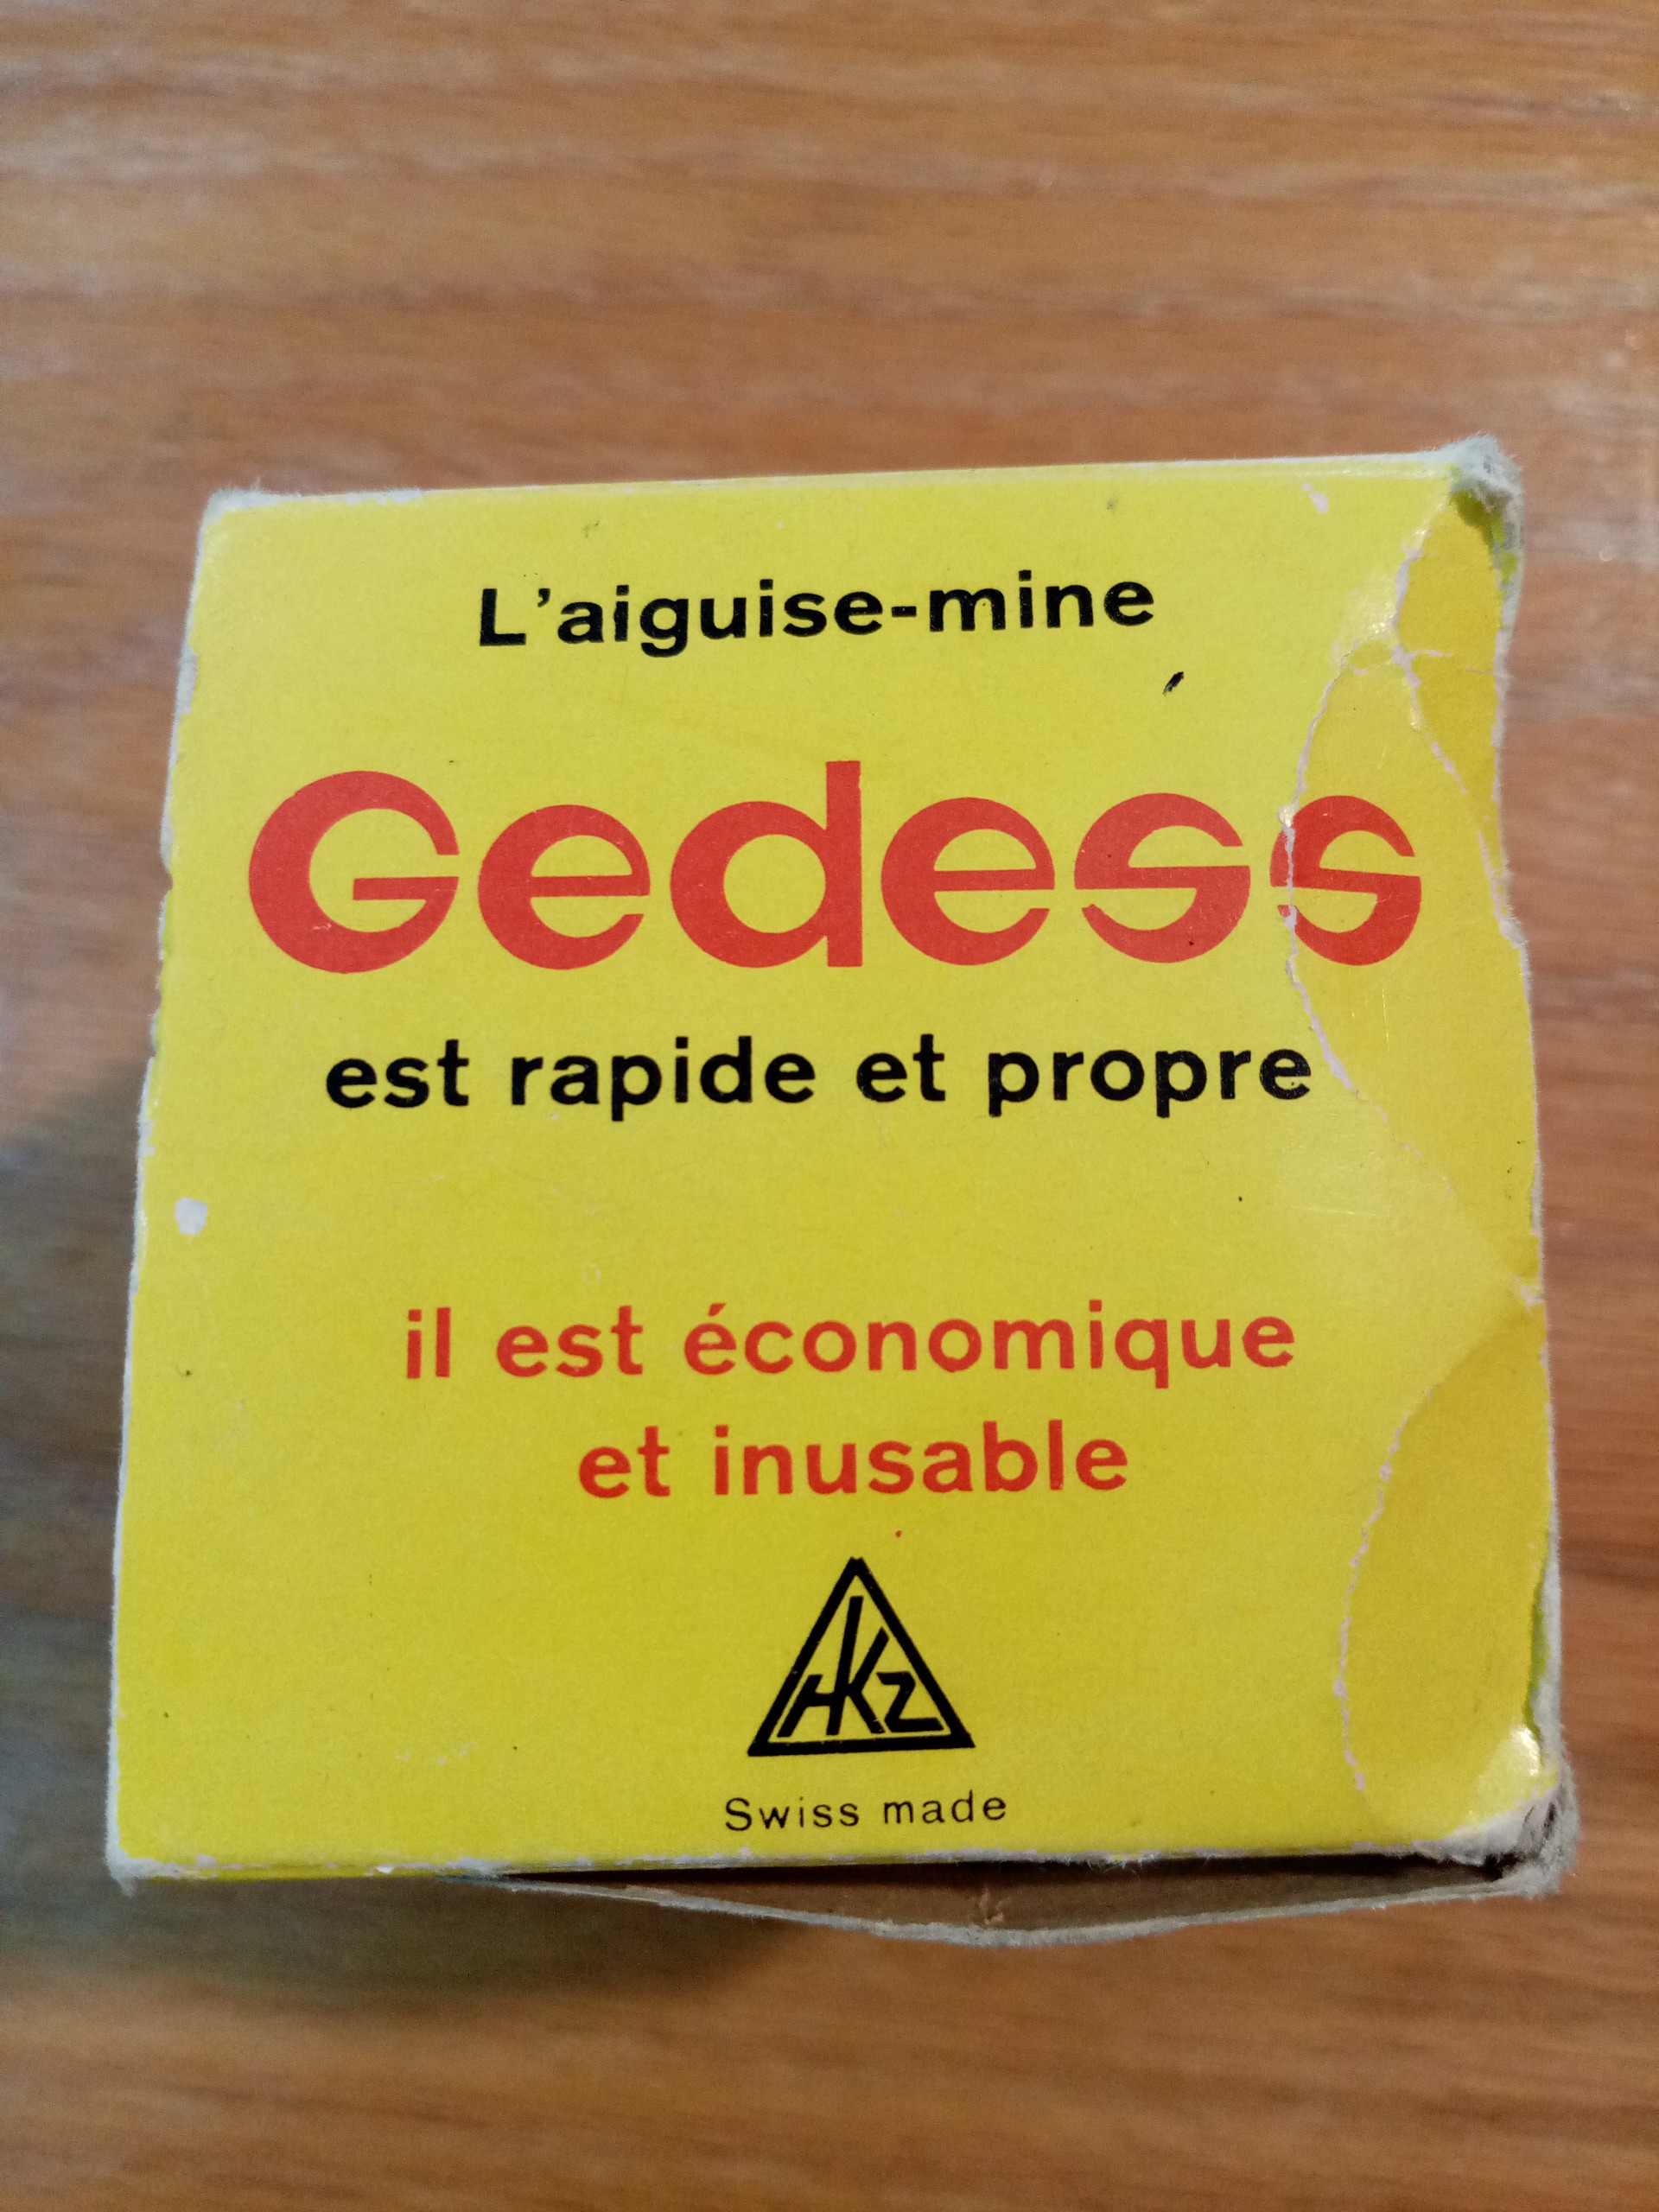 L'aiguise-mine
Gedess
est rapide et propre
il est économique
et inusable
HKZ
Swiss made